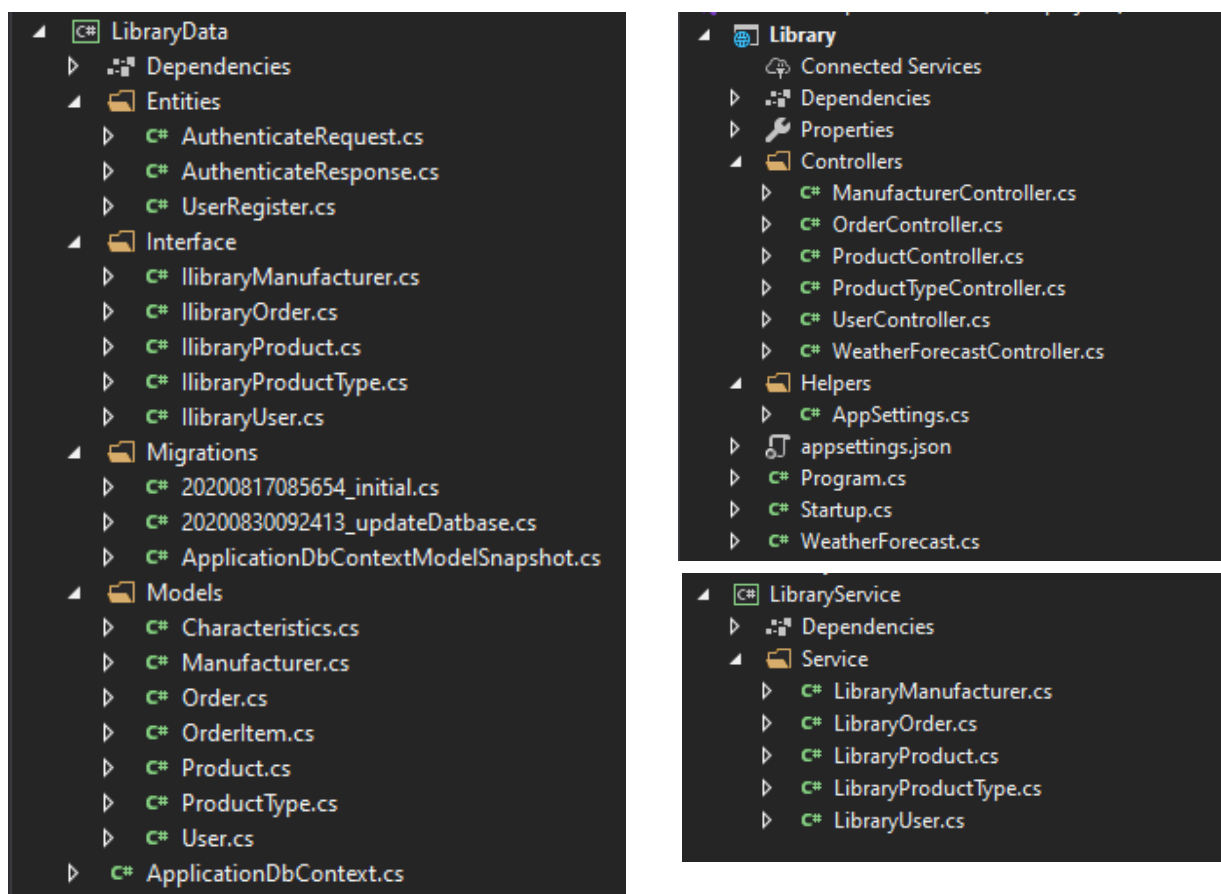 C# LibraryData
Dependencies
Entities
C# AuthenticateRequest.cs
C# AuthenticateResponse.cs
C# UserRegister.cs
Interface
C# IlibraryManufacturer.cs
C# IlibraryOrder.cs
C# IlibraryProduct.cs
C# IlibraryProductType.cs
C# IlibraryUser.cs
Migrations
C# 20200817085654_initial.cs
C# 20200830092413_updateDatbase.cs
C# ApplicationDbContextModelSnapshot.cs
Models
C# Characteristics.cs
C# Manufacturer.cs
C# Order.cs
C# OrderItem.cs
C# Product.cs
C# ProductType.cs
C# User.cs
C# ApplicationDbContext.cs
Library
Connected Services
Dependencies
Properties
Controllers
C# ManufacturerController.cs
C# OrderController.cs
C# ProductController.cs
C# ProductTypeController.cs
C# UserController.cs
C# WeatherForecastController.cs
Helpers
C# AppSettings.cs
appsettings.json
C# Program.cs
C# Startup.cs
C# WeatherForecast.cs
C# LibraryService
Dependencies
Service
C# LibraryManufacturer.cs
C# LibraryOrder.cs
C# LibraryProduct.cs
C# LibraryProductType.cs
C# LibraryUser.cs